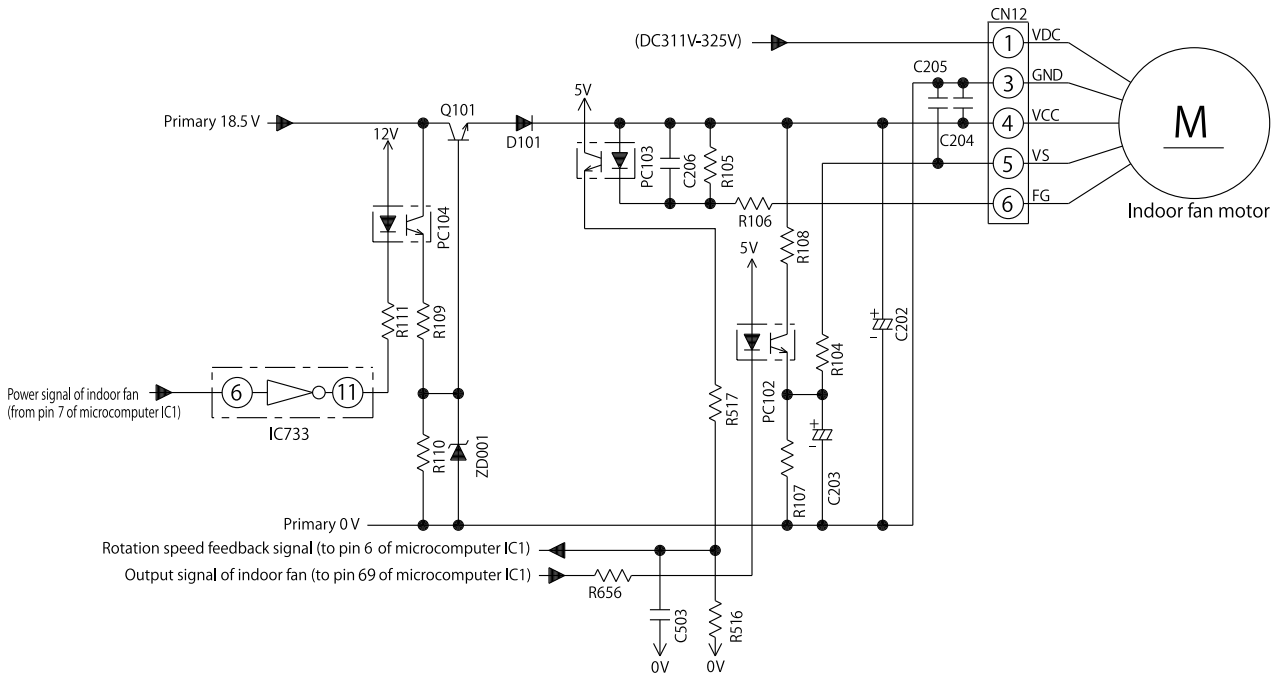 CN12
(DC311V-325V)
1
VDC
C205
3
GND
5V
Q101
Primary 18.5 V
12V
D101
4
VCC
M
PC103
C206
R105
C204
5
VS
6
FG
Indoor fan motor
PC104
R106
R108
5V
R111
R109
C202
+
-
PC102
R104
Power signal of indoor fan
(from pin 7 of microcomputer IC1)
6
11
IC733
R517
+
-
C203
R110
ZD001
R107
Primary 0 V
Rotation speed feedback signal (to pin 6 of microcomputer IC1)
Output signal of indoor fan (to pin 69 of microcomputer IC1)
R656
C503
R516
0V
0V